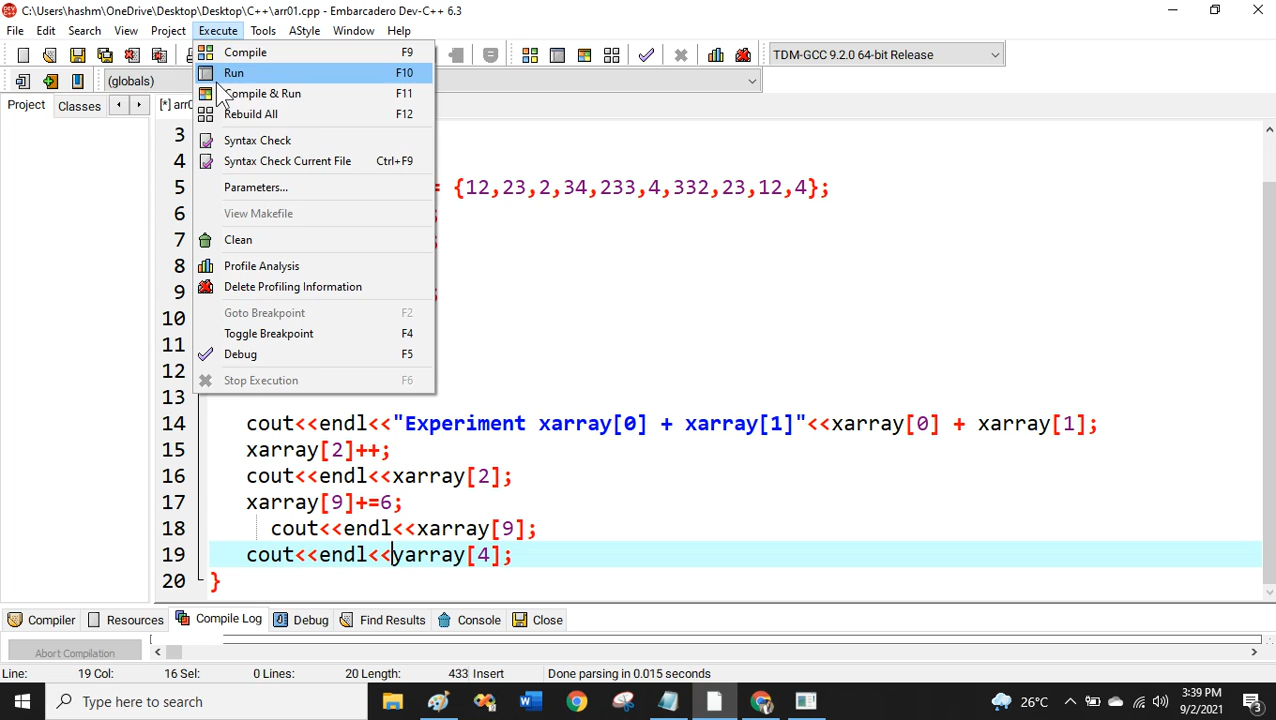 C:\Users\hashm\OneDrive\Desktop\Desktop\C++\arr01.cpp - Embarcadero Dev-C++ 6.3
File Edit Search View Project Execute Tools AStyle Window Help
TDM-GCC 9.2.0 64-bit Release
(globals)
Project Classes [*] arr0
Compile F9
Run F10
Compile & Run F11
Rebuild All F12
Syntax Check
Syntax Check Current File Ctrl+F9
Parameters...
View Makefile
Clean
Profile Analysis
Delete Profiling Information
Goto Breakpoint F2
Toggle Breakpoint F4
Debug F5
Stop Execution F6
3
4
5 = {12,23,2,34,233,4,332,23,12,4};
6 ;
7 ;
8
9 ;
10
11
12
13
14 cout<<endl<<"Experiment xarray[0] + xarray[1]"<<xarray[0] + xarray[1];
15 xarray[2]++;
16 cout<<endl<<xarray[2];
17 xarray[9]+=6;
18 cout<<endl<<xarray[9];
19 cout<<endl<<yarray[4];
20 }
Compiler Resources Compile Log Debug Find Results Console Close
Abort Compilation
Line: 19 Col: 16 Sel: 0 Lines: 20 Length: 433 Insert Done parsing in 0.015 seconds
Type here to search
26°C
3:39 PM
9/2/2021
3